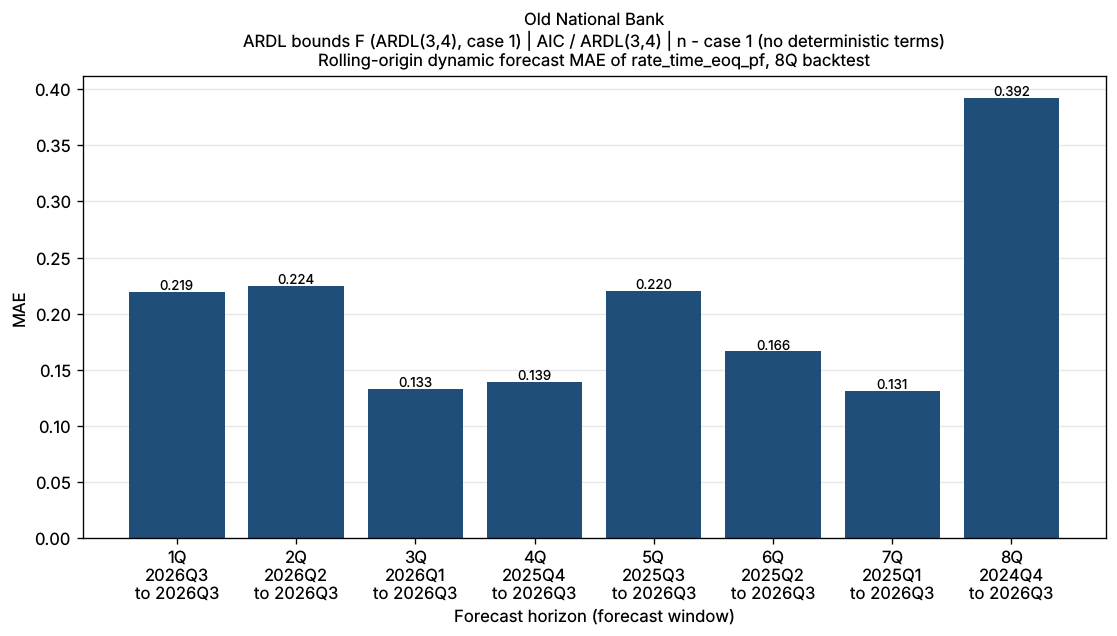 Old National Bank
ARDL bounds F (ARDL(3,4), case 1) | AIC / ARDL(3,4) | n - case 1 (no deterministic terms)
Rolling-origin dynamic forecast MAE of rate_time_eoq_pf, 8Q backtest
MAE
0.40
0.35
0.30
0.25
0.20
0.15
0.10
0.05
0.00
0.219
0.224
0.133
0.139
0.220
0.166
0.131
0.392
1Q
2026Q3
to 2026Q3
2Q
2026Q2
to 2026Q3
3Q
2026Q1
to 2026Q3
4Q
2025Q4
to 2026Q3
5Q
2025Q3
to 2026Q3
6Q
2025Q2
to 2026Q3
7Q
2025Q1
to 2026Q3
8Q
2024Q4
to 2026Q3
Forecast horizon (forecast window)